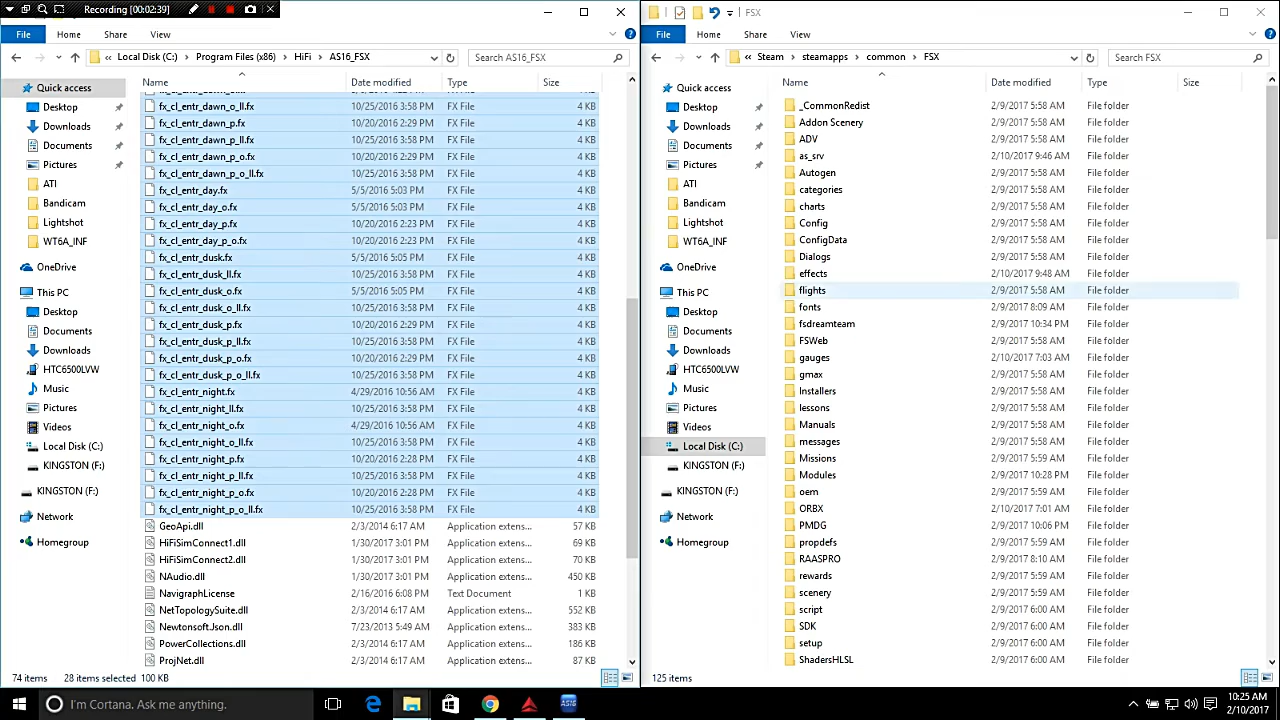 Recording [00:02:39]
File Home Share View
« Local Disk (C:) > Program Files (x86) > HiFi > AS16_FSX
Search AS16_FSX
Quick access
Desktop
Downloads
Documents
Pictures
ATI
Bandicam
Lightshot
WT6A_INF
OneDrive
This PC
Desktop
Documents
Downloads
HTC6500LVW
Music
Pictures
Videos
Local Disk (C:)
KINGSTON (F:)
KINGSTON (F:)
Network
Homegroup
Name Date modified Type Size
fx_cl_entr_dawn_o_ll.fx 10/25/2016 3:58 PM FX File 4 KB
fx_cl_entr_dawn_p.fx 10/20/2016 2:29 PM FX File 4 KB
fx_cl_entr_dawn_p_ll.fx 10/25/2016 3:58 PM FX File 4 KB
fx_cl_entr_dawn_p_o.fx 10/20/2016 2:29 PM FX File 4 KB
fx_cl_entr_dawn_p_o_ll.fx 10/25/2016 3:58 PM FX File 4 KB
fx_cl_entr_day.fx 5/5/2016 5:03 PM FX File 4 KB
fx_cl_entr_day_o.fx 5/5/2016 5:03 PM FX File 4 KB
fx_cl_entr_day_p.fx 10/20/2016 2:23 PM FX File 4 KB
fx_cl_entr_day_p_o.fx 10/20/2016 2:23 PM FX File 4 KB
fx_cl_entr_dusk.fx 5/5/2016 5:05 PM FX File 4 KB
fx_cl_entr_dusk_ll.fx 10/25/2016 3:58 PM FX File 4 KB
fx_cl_entr_dusk_o.fx 5/5/2016 5:05 PM FX File 4 KB
fx_cl_entr_dusk_o_ll.fx 10/25/2016 3:58 PM FX File 4 KB
fx_cl_entr_dusk_p.fx 10/20/2016 2:29 PM FX File 4 KB
fx_cl_entr_dusk_p_ll.fx 10/25/2016 3:58 PM FX File 4 KB
fx_cl_entr_dusk_p_o.fx 10/20/2016 2:29 PM FX File 4 KB
fx_cl_entr_dusk_p_o_ll.fx 10/25/2016 3:58 PM FX File 4 KB
fx_cl_entr_night.fx 4/29/2016 10:56 AM FX File 4 KB
fx_cl_entr_night_ll.fx 10/25/2016 3:58 PM FX File 4 KB
fx_cl_entr_night_o.fx 4/29/2016 10:56 AM FX File 4 KB
fx_cl_entr_night_o_ll.fx 10/25/2016 3:58 PM FX File 4 KB
fx_cl_entr_night_p.fx 10/20/2016 2:28 PM FX File 4 KB
fx_cl_entr_night_p_ll.fx 10/25/2016 3:58 PM FX File 4 KB
fx_cl_entr_night_p_o.fx 10/20/2016 2:28 PM FX File 4 KB
fx_cl_entr_night_p_o_ll.fx 10/25/2016 3:58 PM FX File 4 KB
GeoApi.dll 2/3/2014 6:17 AM Application extens... 57 KB
HiFiSimConnect1.dll 1/30/2017 3:01 PM Application extens... 69 KB
HiFiSimConnect2.dll 1/30/2017 3:01 PM Application extens... 70 KB
NAudio.dll 1/30/2017 3:01 PM Application extens... 450 KB
NavigraphLicense 2/16/2016 6:08 PM Text Document 1 KB
NetTopologySuite.dll 2/3/2014 6:17 AM Application extens... 552 KB
Newtonsoft.Json.dll 7/23/2013 5:49 AM Application extens... 383 KB
PowerCollections.dll 2/3/2014 6:17 AM Application extens... 186 KB
ProjNet.dll 2/3/2014 6:17 AM Application extens... 87 KB
74 items 28 items selected 100 KB
FSX
File Home Share View
« Steam > steamapps > common > FSX
Search FSX
Quick access
Desktop
Downloads
Documents
Pictures
ATI
Bandicam
Lightshot
WT6A_INF
OneDrive
This PC
Desktop
Documents
Downloads
HTC6500LVW
Music
Pictures
Videos
Local Disk (C:)
KINGSTON (F:)
KINGSTON (F:)
Network
Homegroup
Name Date modified Type Size
_CommonRedist 2/9/2017 5:58 AM File folder
Addon Scenery 2/9/2017 5:58 AM File folder
ADV 2/9/2017 5:58 AM File folder
as_srv 2/10/2017 9:46 AM File folder
Autogen 2/9/2017 5:58 AM File folder
categories 2/9/2017 5:58 AM File folder
charts 2/9/2017 5:58 AM File folder
Config 2/9/2017 5:58 AM File folder
ConfigData 2/9/2017 5:58 AM File folder
Dialogs 2/9/2017 5:58 AM File folder
effects 2/10/2017 9:48 AM File folder
flights 2/9/2017 5:58 AM File folder
fonts 2/9/2017 8:09 AM File folder
fsdreamteam 2/9/2017 10:34 PM File folder
FSWeb 2/9/2017 5:58 AM File folder
gauges 2/10/2017 7:03 AM File folder
gmax 2/9/2017 5:58 AM File folder
Installers 2/9/2017 5:58 AM File folder
lessons 2/9/2017 5:58 AM File folder
Manuals 2/9/2017 5:58 AM File folder
messages 2/9/2017 5:58 AM File folder
Missions 2/9/2017 5:58 AM File folder
Modules 2/9/2017 10:28 PM File folder
oem 2/9/2017 5:59 AM File folder
ORBX 2/10/2017 7:01 AM File folder
PMDG 2/9/2017 10:06 PM File folder
propdefs 2/9/2017 5:59 AM File folder
RAASPRO 2/9/2017 8:10 AM File folder
rewards 2/9/2017 5:59 AM File folder
scenery 2/9/2017 5:59 AM File folder
script 2/9/2017 6:00 AM File folder
SDK 2/9/2017 6:00 AM File folder
setup 2/9/2017 6:00 AM File folder
ShadersHLSL 2/9/2017 6:00 AM File folder
125 items
I'm Cortana. Ask me anything.
AS16
10:25 AM
2/10/2017